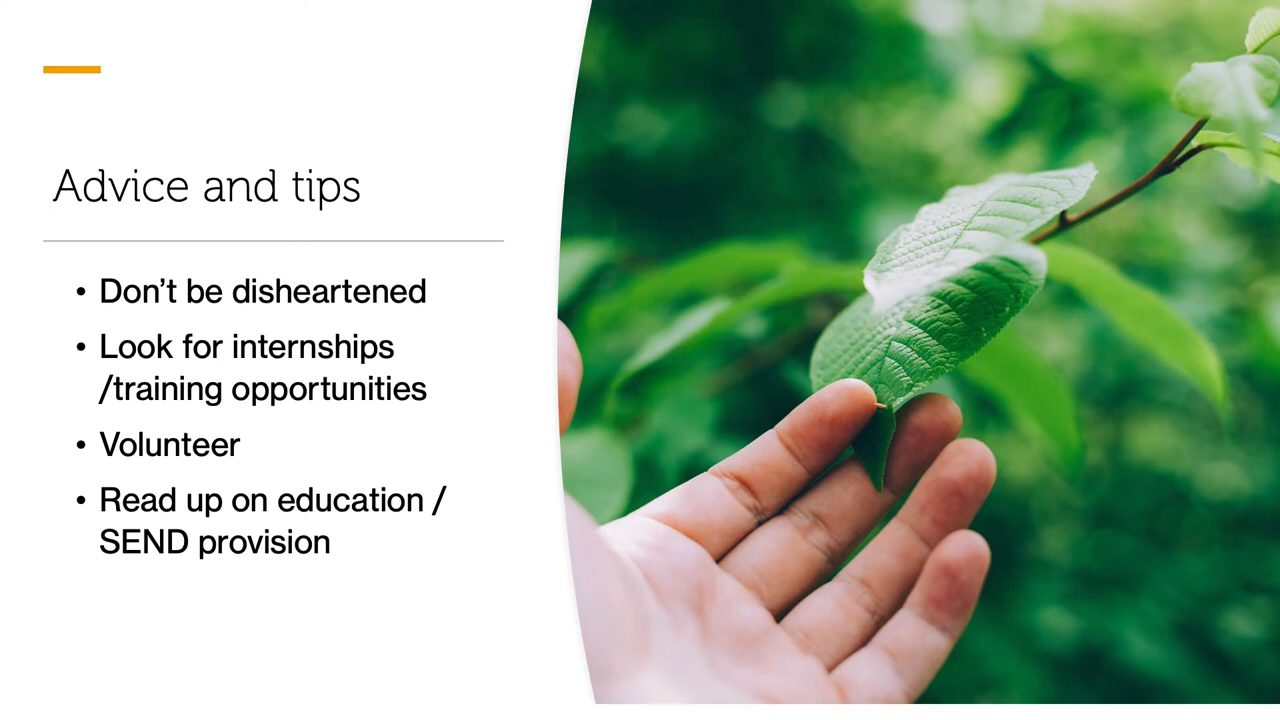 Advice and tips
• Don’t be disheartened
• Look for internships
/training opportunities
• Volunteer
• Read up on education /
SEND provision